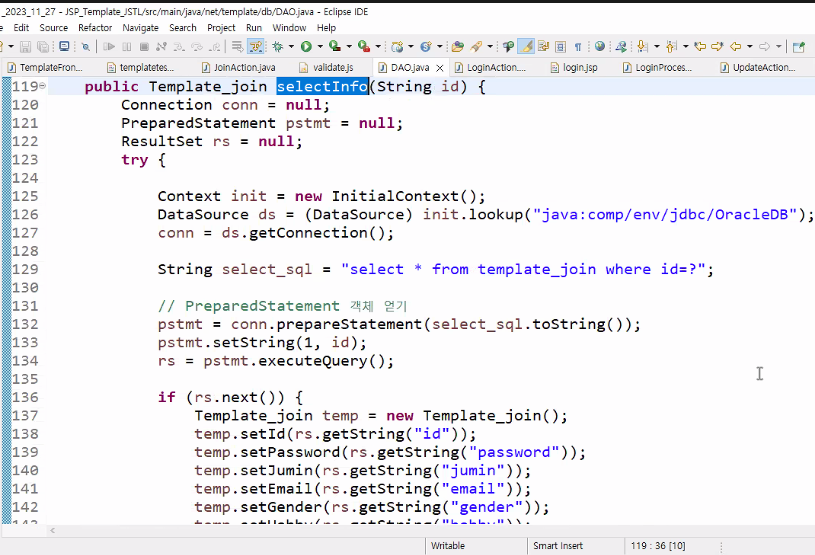 _2023_11_27 - JSP_Template_JSTL/src/main/java/net/template/db/DAO.java - Eclipse IDE
Edit Source Refactor Navigate Search Project Run Window Help
TemplateFron... templatetes... JoinAction.java validate.js DAO.java LoginAction.... login.jsp LoginProces... UpdateAction...
119 public Template_join selectInfo(String id) {
120 Connection conn = null;
121 PreparedStatement pstmt = null;
122 ResultSet rs = null;
123 try {
124
125 Context init = new InitialContext();
126 DataSource ds = (DataSource) init.lookup("java:comp/env/jdbc/OracleDB");
127 conn = ds.getConnection();
128
129 String select_sql = "select * from template_join where id=?";
130
131 // PreparedStatement 객체 얻기
132 pstmt = conn.prepareStatement(select_sql.toString());
133 pstmt.setString(1, id);
134 rs = pstmt.executeQuery();
135
136 if (rs.next()) {
137 Template_join temp = new Template_join();
138 temp.setId(rs.getString("id"));
139 temp.setPassword(rs.getString("password"));
140 temp.setJumin(rs.getString("jumin"));
141 temp.setEmail(rs.getString("email"));
142 temp.setGender(rs.getString("gender"));
Writable Smart Insert 119 : 36 [10]